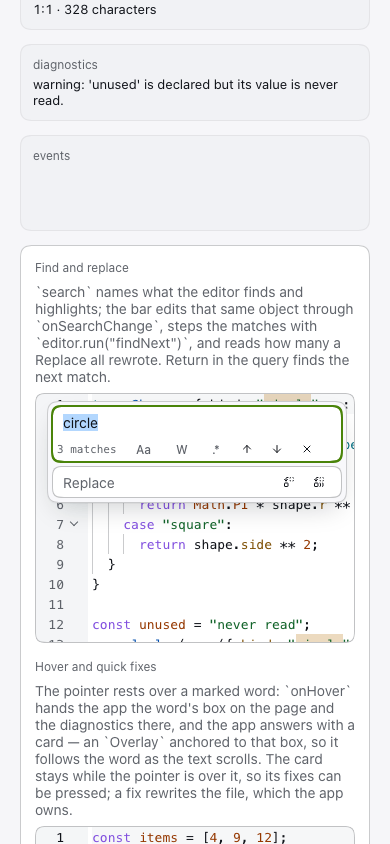 1:1 · 328 characters
diagnostics
warning: 'unused' is declared but its value is never
read.
events
Find and replace
`search` names what the editor finds and
highlights; the bar edits that same object through
`onSearchChange`, steps the matches with
`editor.run("findNext")`, and reads how many a
Replace all rewrote. Return in the query finds the
next match.
circle
3 matches Aa W .* ↑ ↓ ×
Replace
6 return Math.PI * shape.r **
7 case "square":
8 return shape.side ** 2;
9 }
10 }
11
12 const unused = "never read";
Hover and quick fixes
The pointer rests over a marked word: `onHover`
hands the app the word's box on the page and
the diagnostics there, and the app answers with a
card — an `Overlay` anchored to that box, so it
follows the word as the text scrolls. The card
stays while the pointer is over it, so its fixes can
be pressed; a fix rewrites the file, which the app
owns.
1 const items = [4, 9, 12];